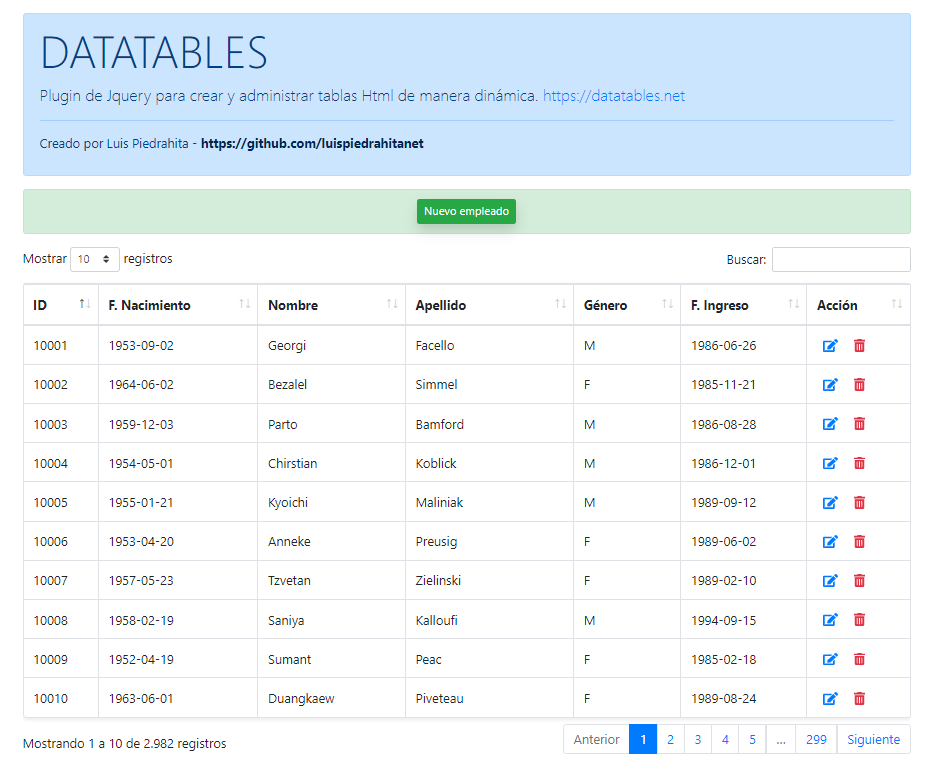 DATATABLES
Plugin de Jquery para crear y administrar tablas Html de manera dinámica. https://datatables.net
Creado por Luis Piedrahita - https://github.com/luispiedrahitanet
Nuevo empleado
Mostrar 10 registros Buscar:
ID F. Nacimiento Nombre Apellido Género F. Ingreso Acción
10001 1953-09-02 Georgi Facello M 1986-06-26
10002 1964-06-02 Bezalel Simmel F 1985-11-21
10003 1959-12-03 Parto Bamford M 1986-08-28
10004 1954-05-01 Chirstian Koblick M 1986-12-01
10005 1955-01-21 Kyoichi Maliniak M 1989-09-12
10006 1953-04-20 Anneke Preusig F 1989-06-02
10007 1957-05-23 Tzvetan Zielinski F 1989-02-10
10008 1958-02-19 Saniya Kalloufi M 1994-09-15
10009 1952-04-19 Sumant Peac F 1985-02-18
10010 1963-06-01 Duangkaew Piveteau F 1989-08-24
Mostrando 1 a 10 de 2.982 registros Anterior 1 2 3 4 5 ... 299 Siguiente